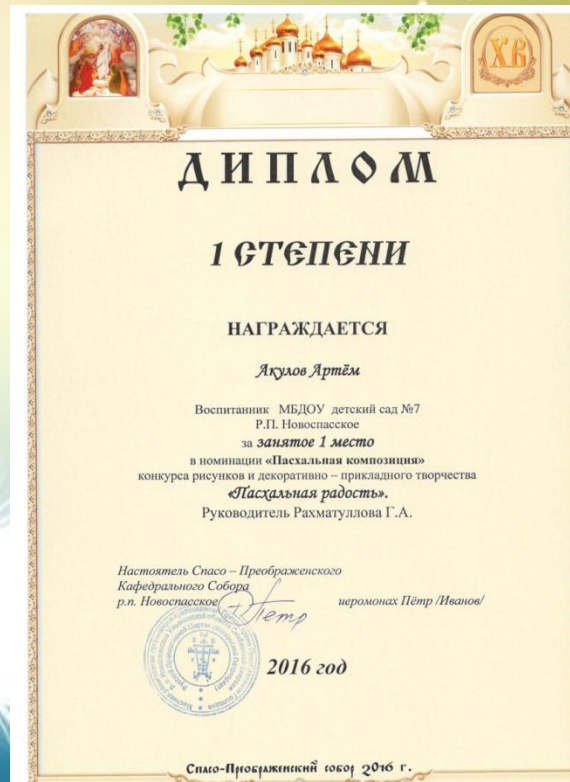 ХВ
ДИПЛОМ
1 СТЕПЕНИ
НАГРАЖДАЕТСЯ
Акулов Артём
Воспитанник МБДОУ детский сад №7
Р.П. Новоспасское
за занятое 1 место
в номинации «Пасхальная композиция»
конкурса рисунков и декоративно – прикладного творчества
«Пасхальная радость».
Руководитель Рахматуллова Г.А.
Настоятель Спасо – Преображенского
Кафедрального Собора
р.п. Новоспасское Петр иеромонах Пётр /Иванов/
2016 год
Спасо-Преображенский собор 2016 г.